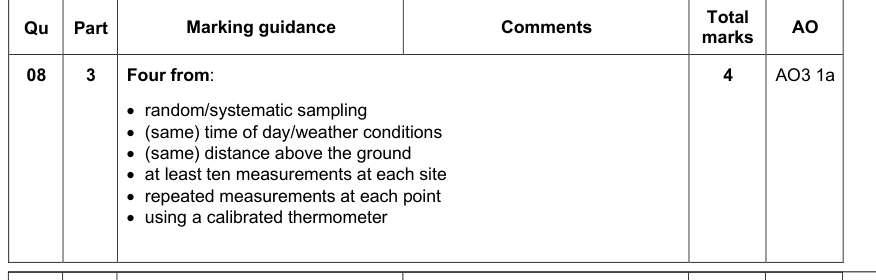 Qu Part Marking guidance Comments Total marks AO
08 3 Four from: 4 AO3 1a
• random/systematic sampling
• (same) time of day/weather conditions
• (same) distance above the ground
• at least ten measurements at each site
• repeated measurements at each point
• using a calibrated thermometer